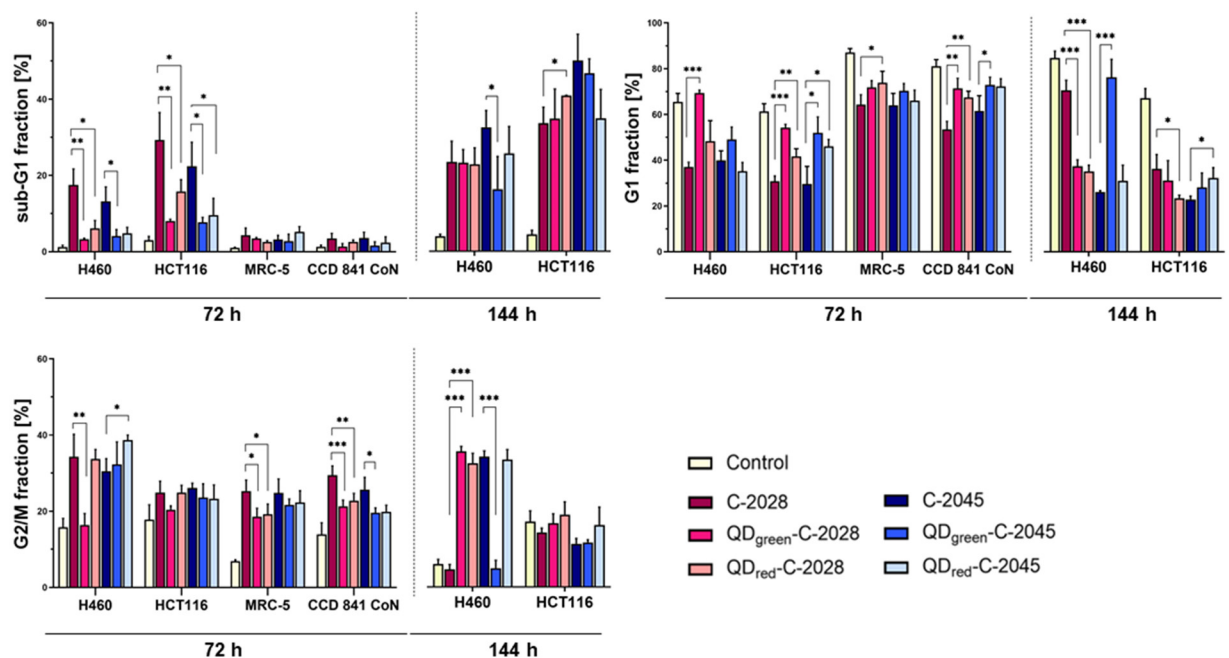 sub-G1 fraction [%]
60
40
20
0
** * * ** * * * * *
H460 HCT116 MRC-5 CCD 841 CoN H460 HCT116
72 h 144 h
G1 fraction [%]
100
80
60
40
20
0
*** *** ** * * * ** ** * *** *** *** * *
H460 HCT116 MRC-5 CCD 841 CoN H460 HCT116
72 h 144 h
G2/M fraction [%]
60
40
20
0
** * * * *** ** * *** *** ***
H460 HCT116 MRC-5 CCD 841 CoN H460 HCT116
72 h 144 h
Control
C-2028 C-2045
QDgreen-C-2028 QDgreen-C-2045
QDred-C-2028 QDred-C-2045